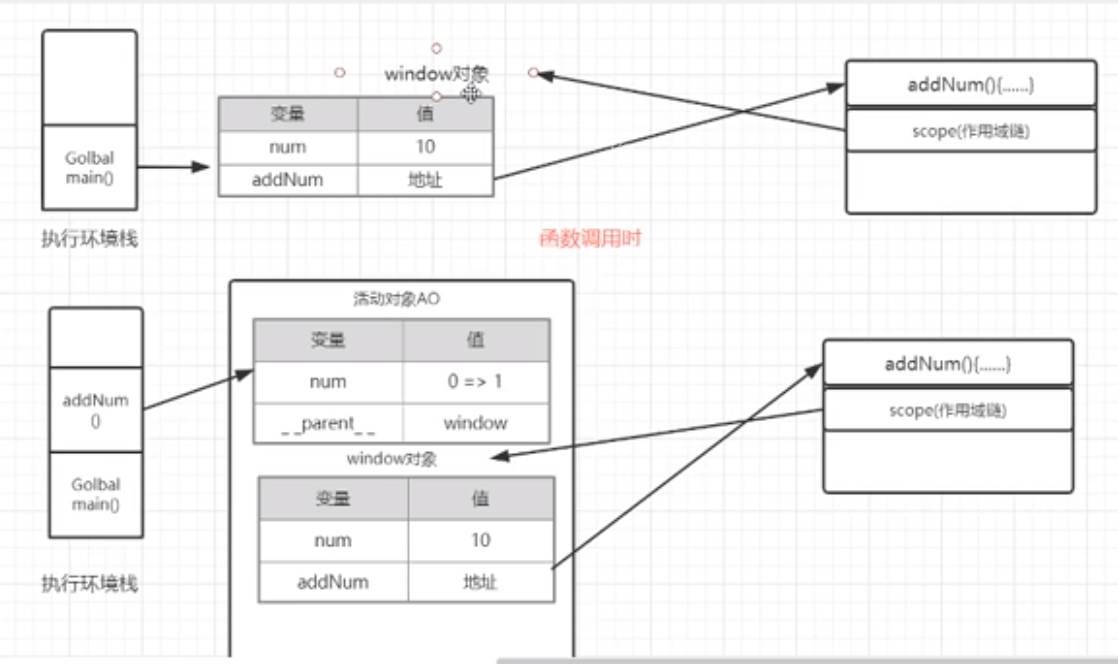 window对象
变量 值
num 10
addNum 地址
Golbal
main()
执行环境栈
addNum(){......}
scope(作用域链)
函数调用时
活动对象AO
变量 值
num 0 => 1
__parent__ window
window对象
变量 值
num 10
addNum 地址
addNum
()
Golbal
main()
执行环境栈
addNum(){......}
scope(作用域链)